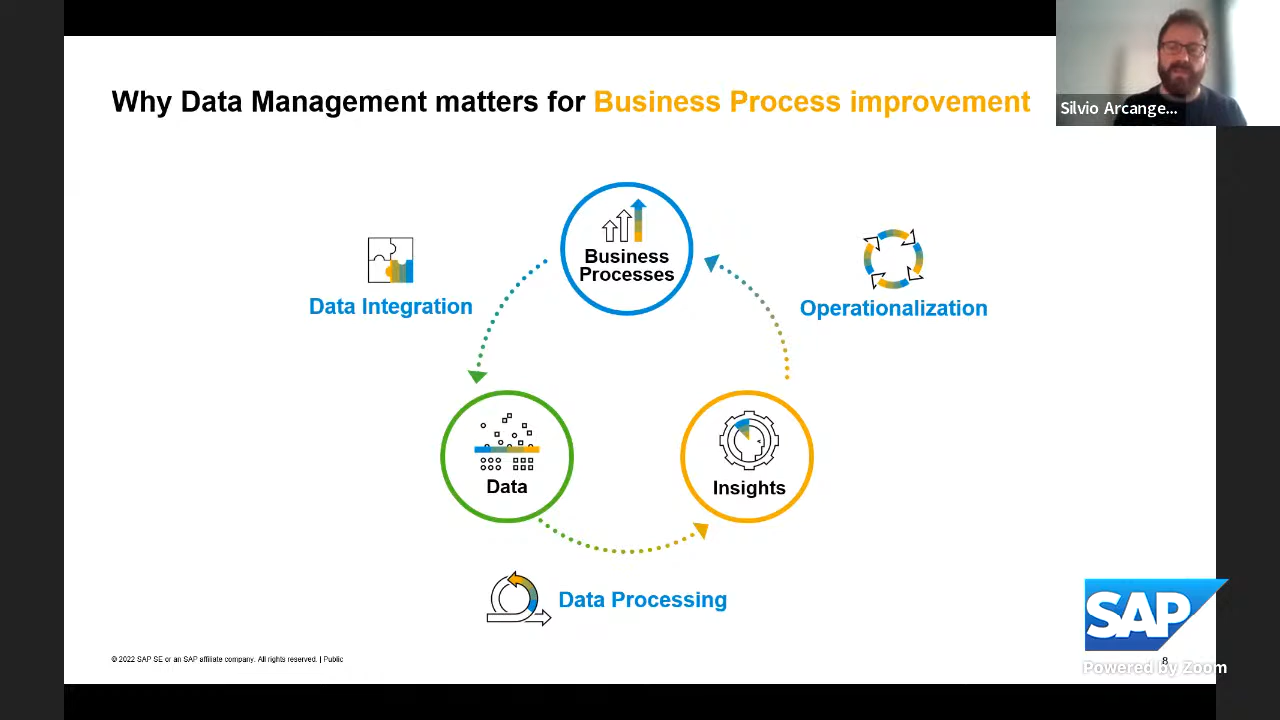 Why Data Management matters for Business Process improvement
Silvio Arcange...
Business
Processes
Data Integration
Operationalization
Data
Insights
Data Processing
SAP
© 2022 SAP SE or an SAP affiliate company. All rights reserved. | Public
8
Powered by Zoom